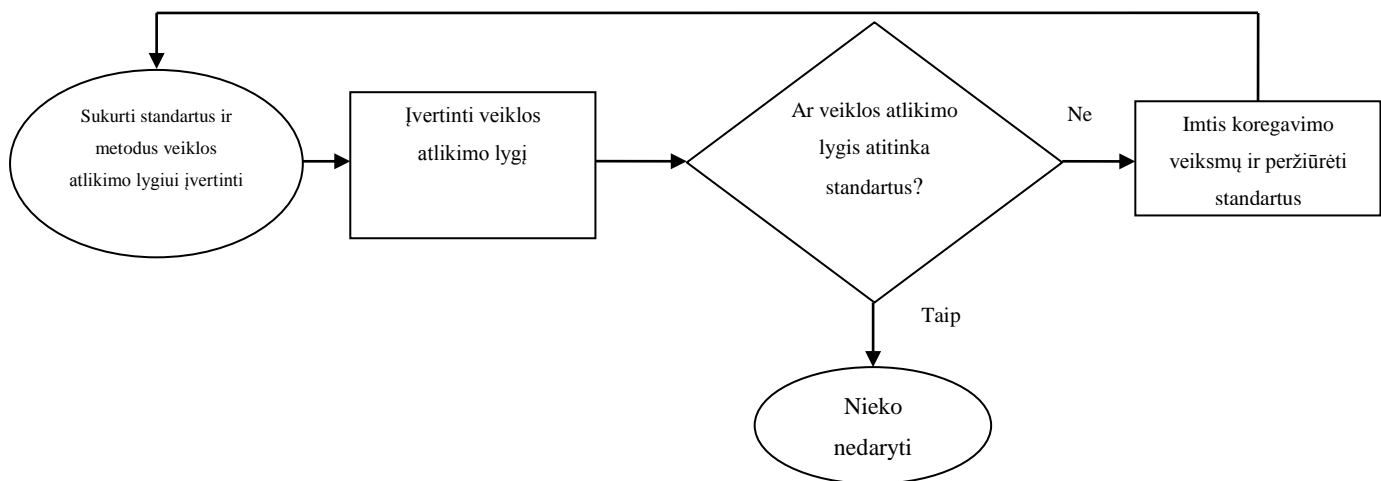 Sukurti standartus ir
metodus veiklos
atlikimo lygiui įvertinti
Įvertinti veiklos
atlikimo lygį
Ar veiklos atlikimo
lygis atitinka
standartus?
Ne
Imtis koregavimo
veiksmų ir peržiūrėti
standartus
Taip
Nieko
nedaryti